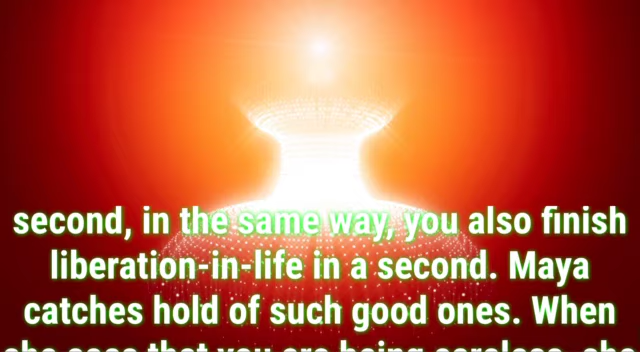 second, in the same way, you also finish
liberation-in-life in a second. Maya
catches hold of such good ones. When
she sees that you are being careless, she